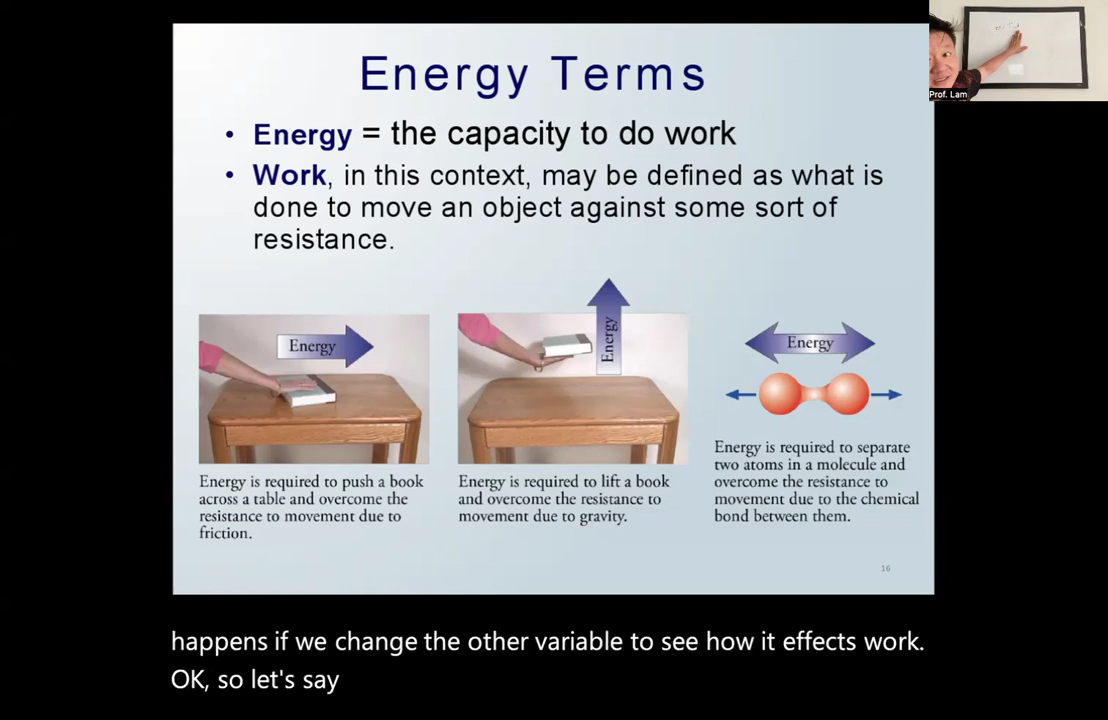 Energy Terms
• Energy = the capacity to do work
• Work, in this context, may be defined as what is
done to move an object against some sort of
resistance.
Energy
Energy is required to push a book
across a table and overcome the
resistance to movement due to
friction.
Energy
Energy is required to lift a book
and overcome the resistance to
movement due to gravity.
Energy
Energy is required to separate
two atoms in a molecule and
overcome the resistance to
movement due to the chemical
bond between them.
16
Prof. Lam
happens if we change the other variable to see how it effects work.
OK, so let's say